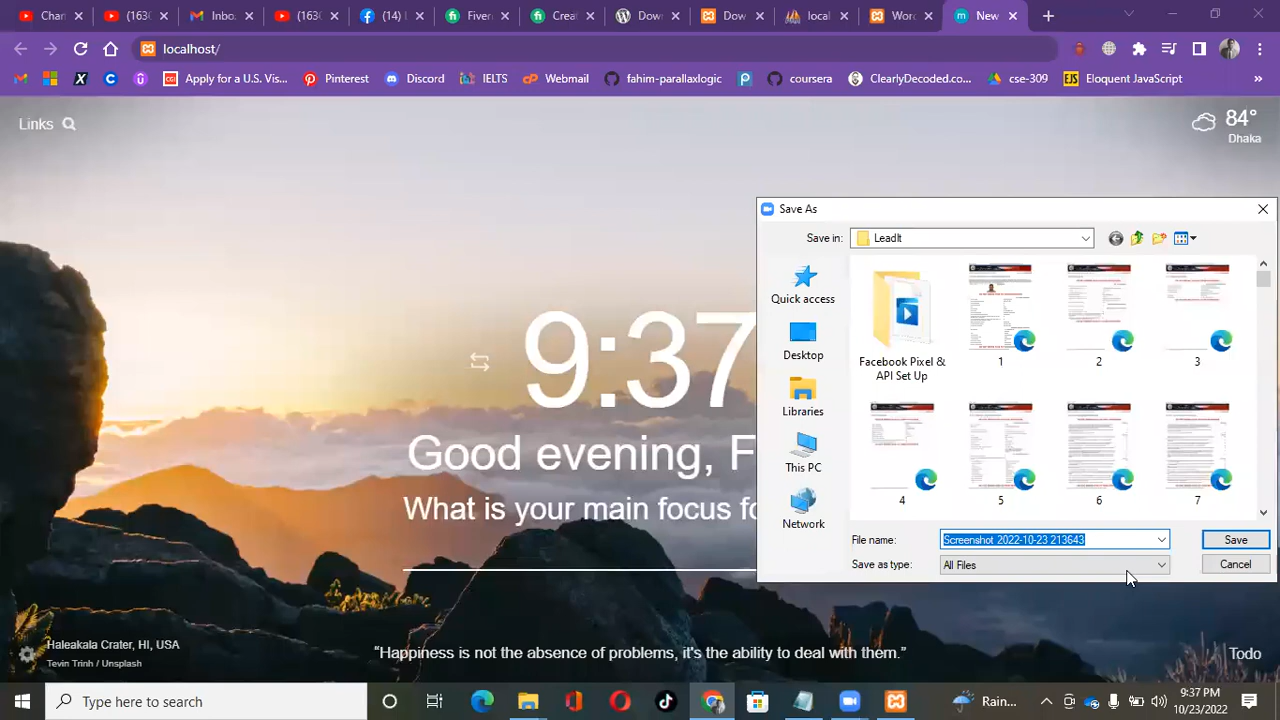 Chan
(163
Inbo.
(163
(14) l
Fiver
Crea
Dow
Dow
local
Word
New
localhost/
Apply for a U.S. Vis...
Pinterest
Discord
IELTS
Webmail
fahim-parallaxlogic
coursera
ClearlyDecoded.co...
cse-309
EJS
Eloquent JavaScript
Links
84°
Dhaka
Save As
Save in:
LeadIt
Quick access
Desktop
Libraries
This PC
Network
Facebook Pixel &
API Set Up
1
2
3
4
5
6
7
File name:
Screenshot 2022-10-23 213643
Save
Save as type:
All Files
Cancel
9:37
Good evening, F
What is your main focus fo
Haleakala Crater, HI, USA
Tevin Trinh / Unsplash
"Happiness is not the absence of problems, it's the ability to deal with them."
Todo
Type here to search
Rain...
9:37 PM
10/23/2022